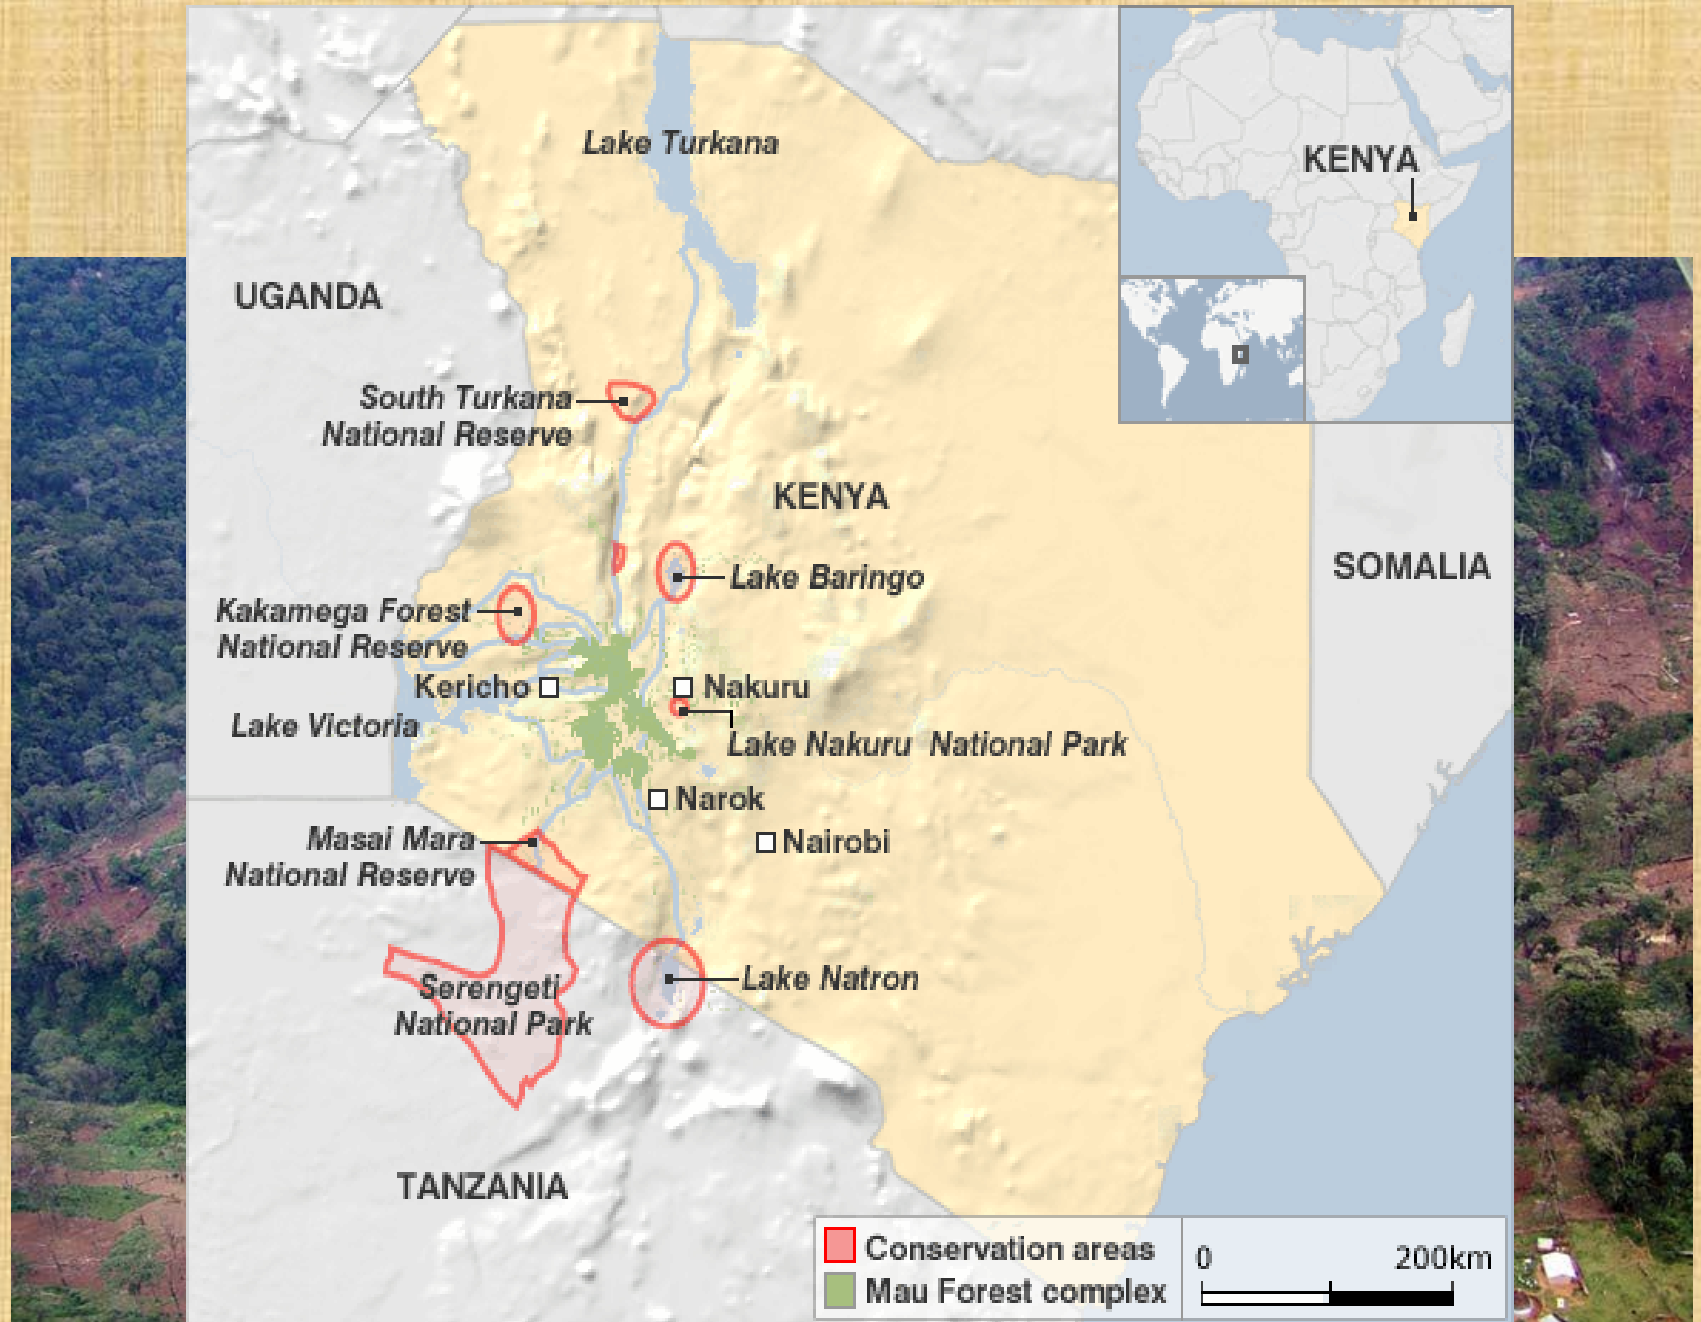 KENYA
Lake Turkana
UGANDA
South Turkana
National Reserve
KENYA
SOMALIA
Lake Baringo
Kakamega Forest
National Reserve
Kericho
Nakuru
Lake Victoria
Lake Nakuru National Park
Narok
Masai Mara
National Reserve
Nairobi
Serengeti
National Park
Lake Natron
TANZANIA
Conservation areas
Mau Forest complex
0 200km